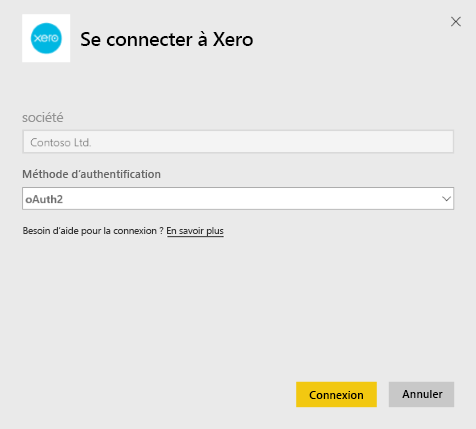 xero
Se connecter à Xero
société
Contoso Ltd.
Méthode d'authentification
oAuth2
Besoin d'aide pour la connexion ? En savoir plus
Connexion
Annuler